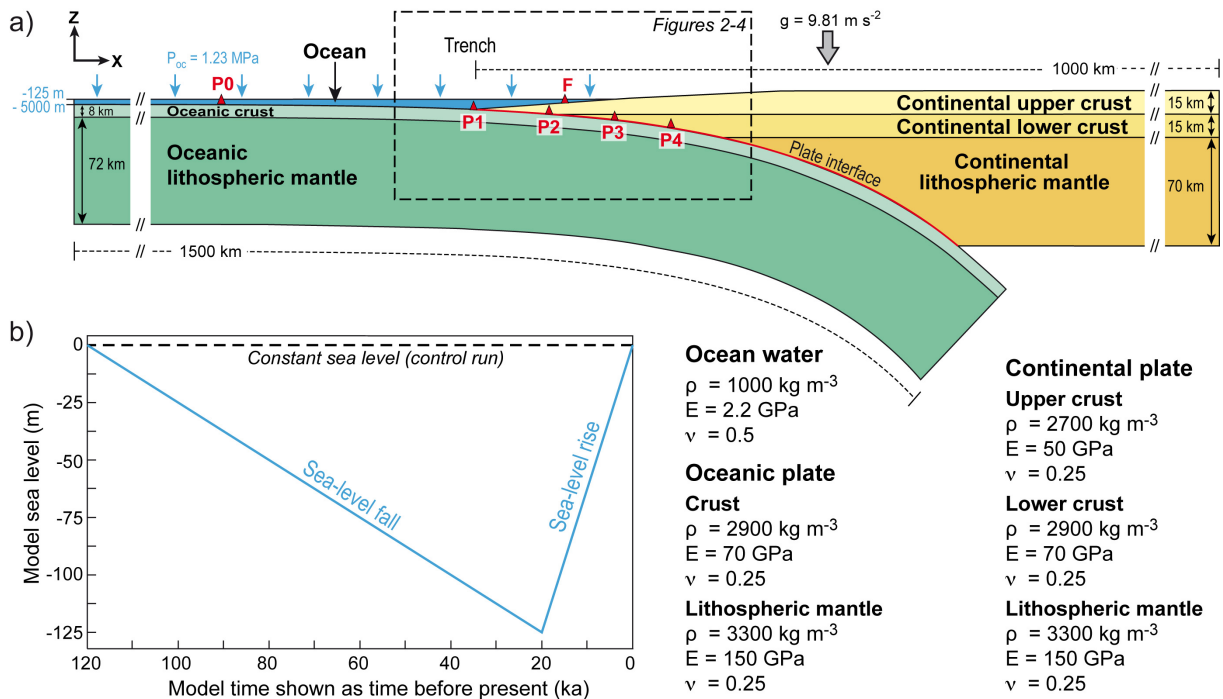 a)
Z
X
P_oc = 1.23 MPa
Ocean
Trench
Figures 2-4
g = 9.81 m s⁻²
1000 km
-125 m
- 5000 m
P0
F
8 km
Oceanic crust
P1
P2
P3
P4
Continental upper crust
15 km
Continental lower crust
15 km
72 km
Oceanic
lithospheric mantle
Plate interface
Continental
lithospheric mantle
70 km
1500 km
b)
Model sea level (m)
0
-25
-50
-75
-100
-125
Constant sea level (control run)
Sea-level fall
Sea-level rise
120
100
80
60
40
20
0
Model time shown as time before present (ka)
Ocean water
ρ = 1000 kg m⁻³
E = 2.2 GPa
ν = 0.5
Oceanic plate
Crust
ρ = 2900 kg m⁻³
E = 70 GPa
ν = 0.25
Lithospheric mantle
ρ = 3300 kg m⁻³
E = 150 GPa
ν = 0.25
Continental plate
Upper crust
ρ = 2700 kg m⁻³
E = 50 GPa
ν = 0.25
Lower crust
ρ = 2900 kg m⁻³
E = 70 GPa
ν = 0.25
Lithospheric mantle
ρ = 3300 kg m⁻³
E = 150 GPa
ν = 0.25